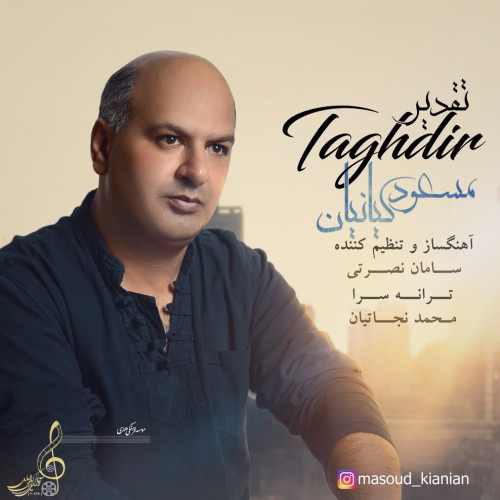 تقدیر
Taghdir
مسعود کیانیان
آهنگساز و تنظیم کننده
سامان نصرتی
ترانه سرا
محمد نجاتیان
masoud_kianian